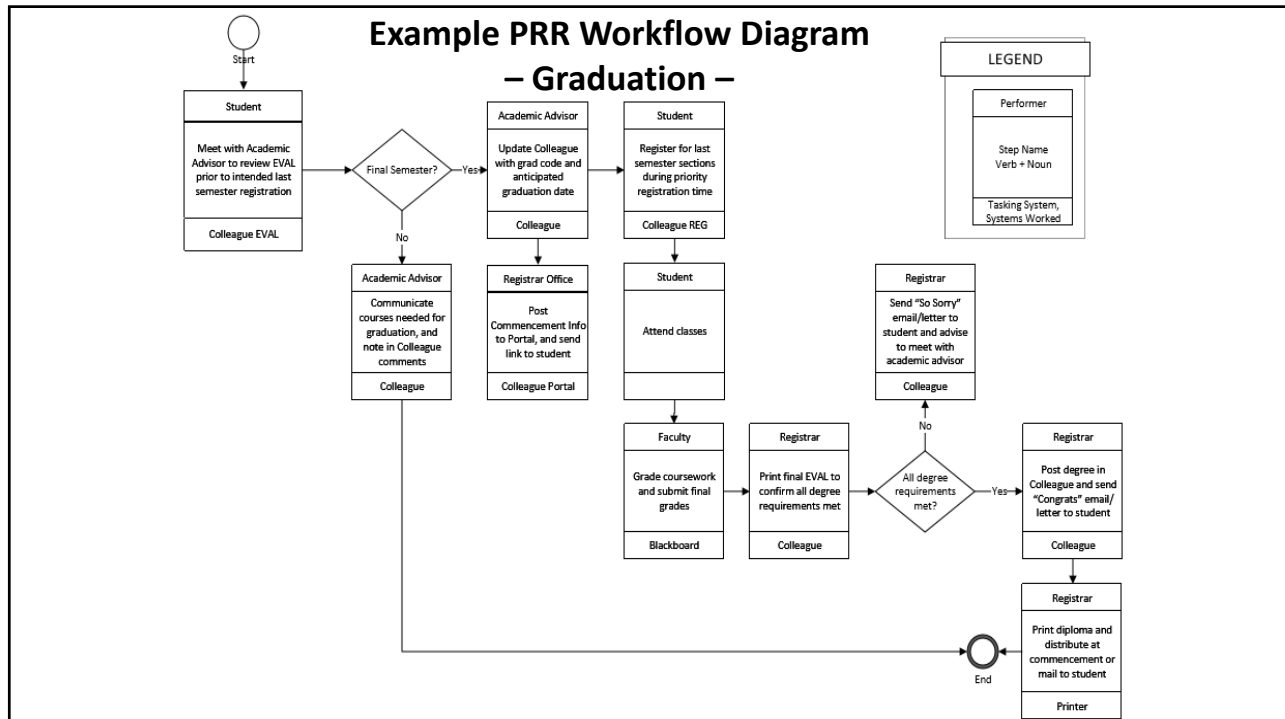 Example PRR Workflow Diagram
– Graduation –
Start
LEGEND
Performer
Step Name
Verb + Noun
Tasking System,
Systems Worked
Student
Meet with Academic
Advisor to review EVAL
prior to intended last
semester registration
Colleague EVAL
Final Semester?
Yes
No
Academic Advisor
Update Colleague
with grad code and
anticipated
graduation date
Colleague
Student
Register for last
semester sections
during priority
registration time
Colleague REG
Academic Advisor
Communicate
courses needed for
graduation, and
note in Colleague
comments
Colleague
Registrar Office
Post
Commencement Info
to Portal, and send
link to student
Colleague Portal
Student
Attend classes
Registrar
Send “So Sorry”
email/letter to
student and advise
to meet with
academic advisor
Colleague
Faculty
Grade coursework
and submit final
grades
Blackboard
Registrar
Print final EVAL to
confirm all degree
requirements met
Colleague
No
All degree
requirements
met?
Yes
Registrar
Post degree in
Colleague and send
“Congrats” email/
letter to student
Colleague
Registrar
Print diploma and
distribute at
commencement or
mail to student
Printer
End